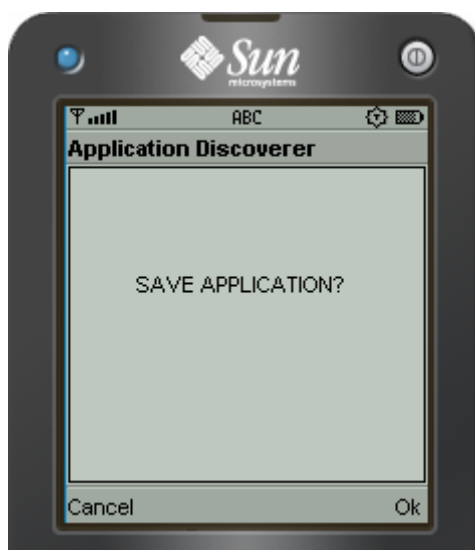 Sun
microsystems
ABC
Application Discoverer
SAVE APPLICATION?
Cancel Ok